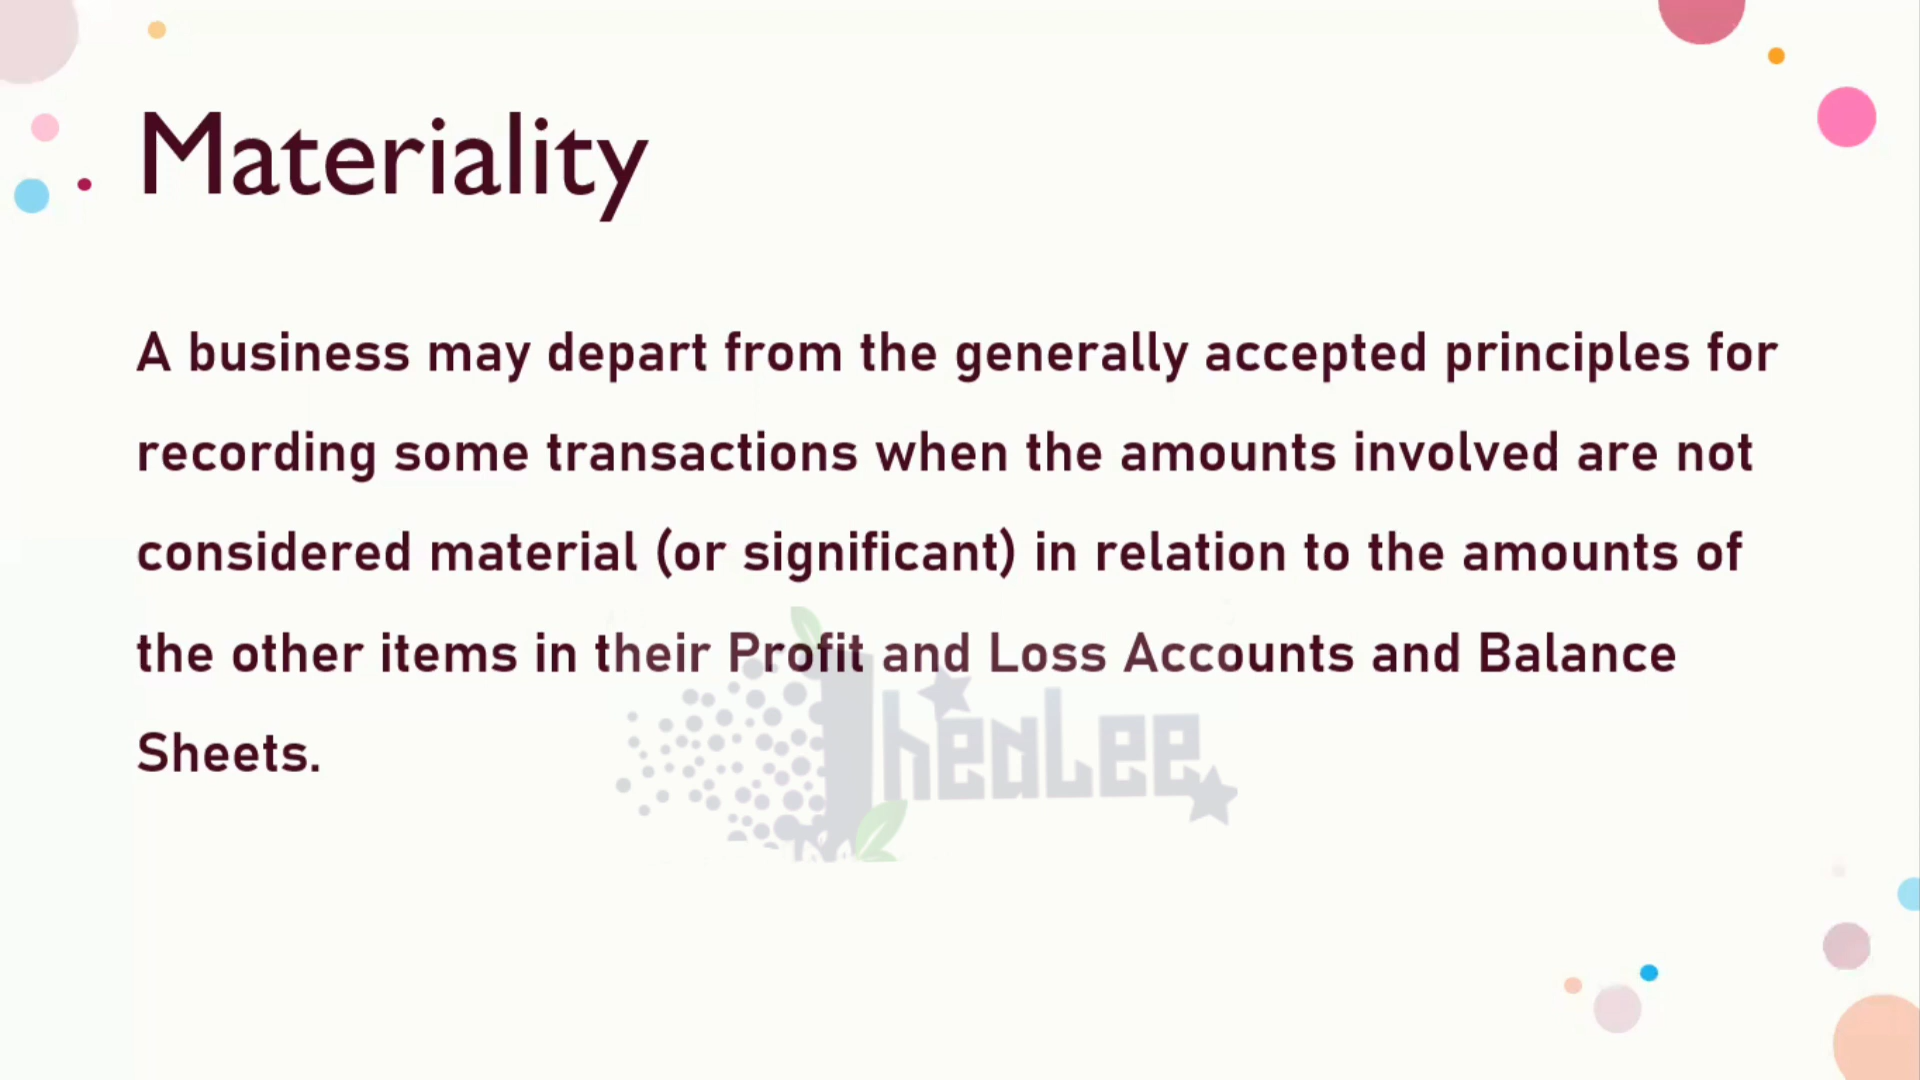 Materiality
A business may depart from the generally accepted principles for
recording some transactions when the amounts involved are not
considered material (or significant) in relation to the amounts of
the other items in their Profit and Loss Accounts and Balance
Sheets.
TheaLee